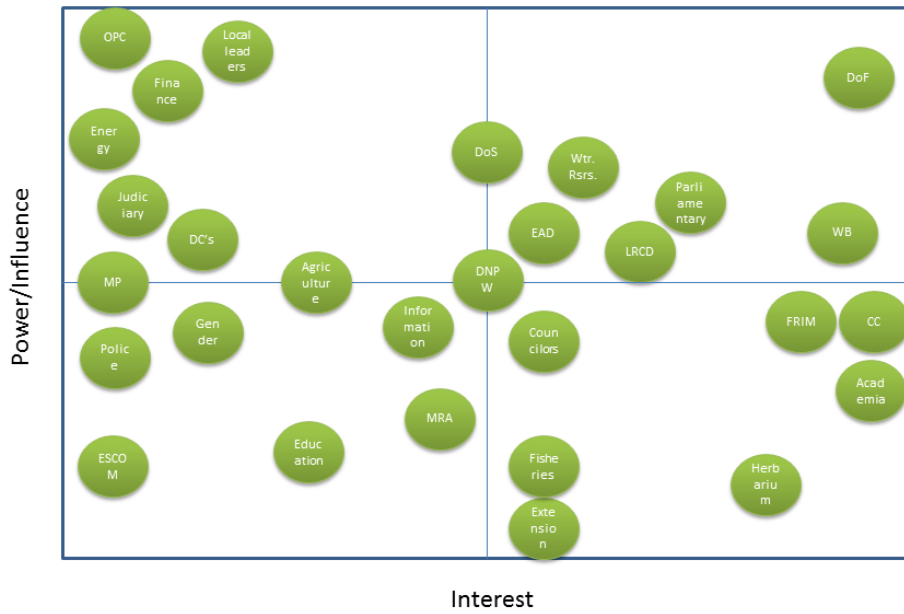 OPC
Local
lead
ers
Fina
nce
DoF
Ener
gy
DoS
Wtr.
Rsrs.
Judic
iary
Parli
ame
ntary
DC's
EAD
WB
LRCD
MP
Agric
ultur
e
DNP
W
Power/Influence
Polic
e
Gen
der
Infor
mati
on
Coun
cilors
FRIM
CC
Acad
emia
MRA
ESCO
M
Educ
ation
Fishe
ries
Herb
ariu
m
Exte
nsio
n
Interest